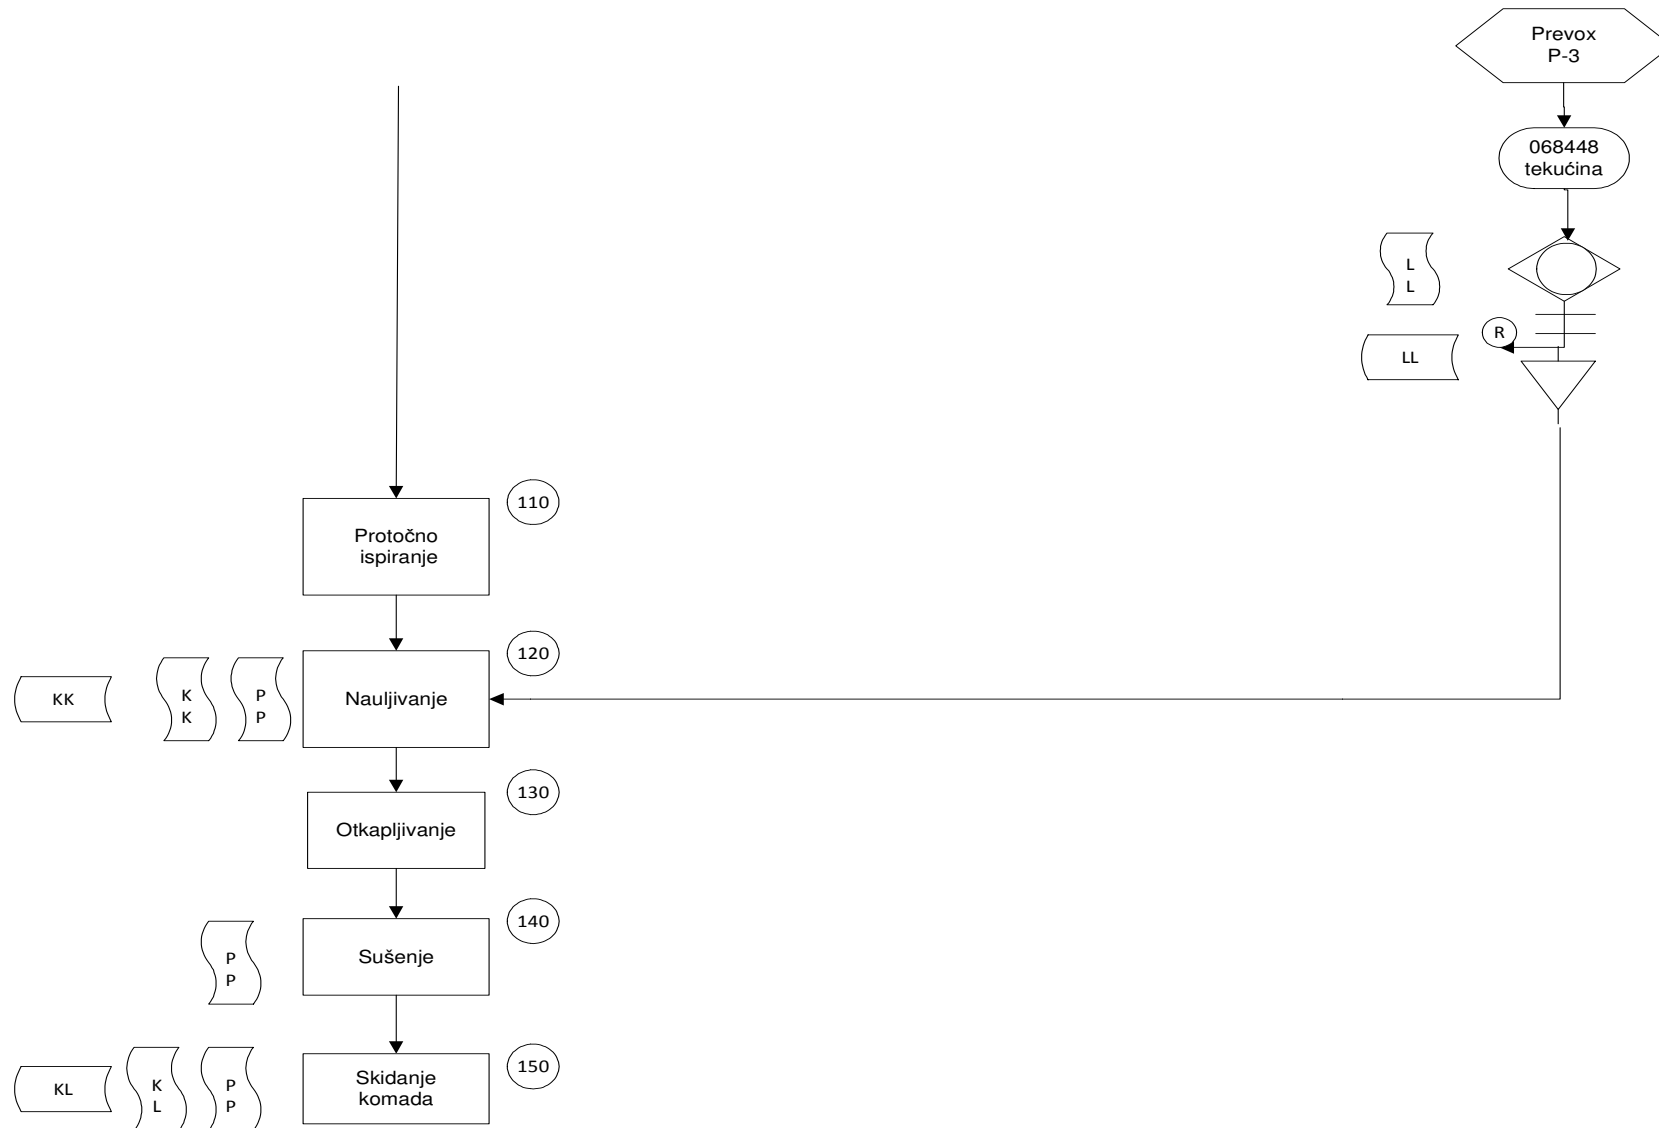 Prevox
P-3
068448
tekućina
L
L
R
LL
110
Protočno
ispiranje
120
KK
K
K
P
P
Nauljivanje
130
Otkapljivanje
140
P
P
Sušenje
150
KL
K
L
P
P
Skidanje
komada